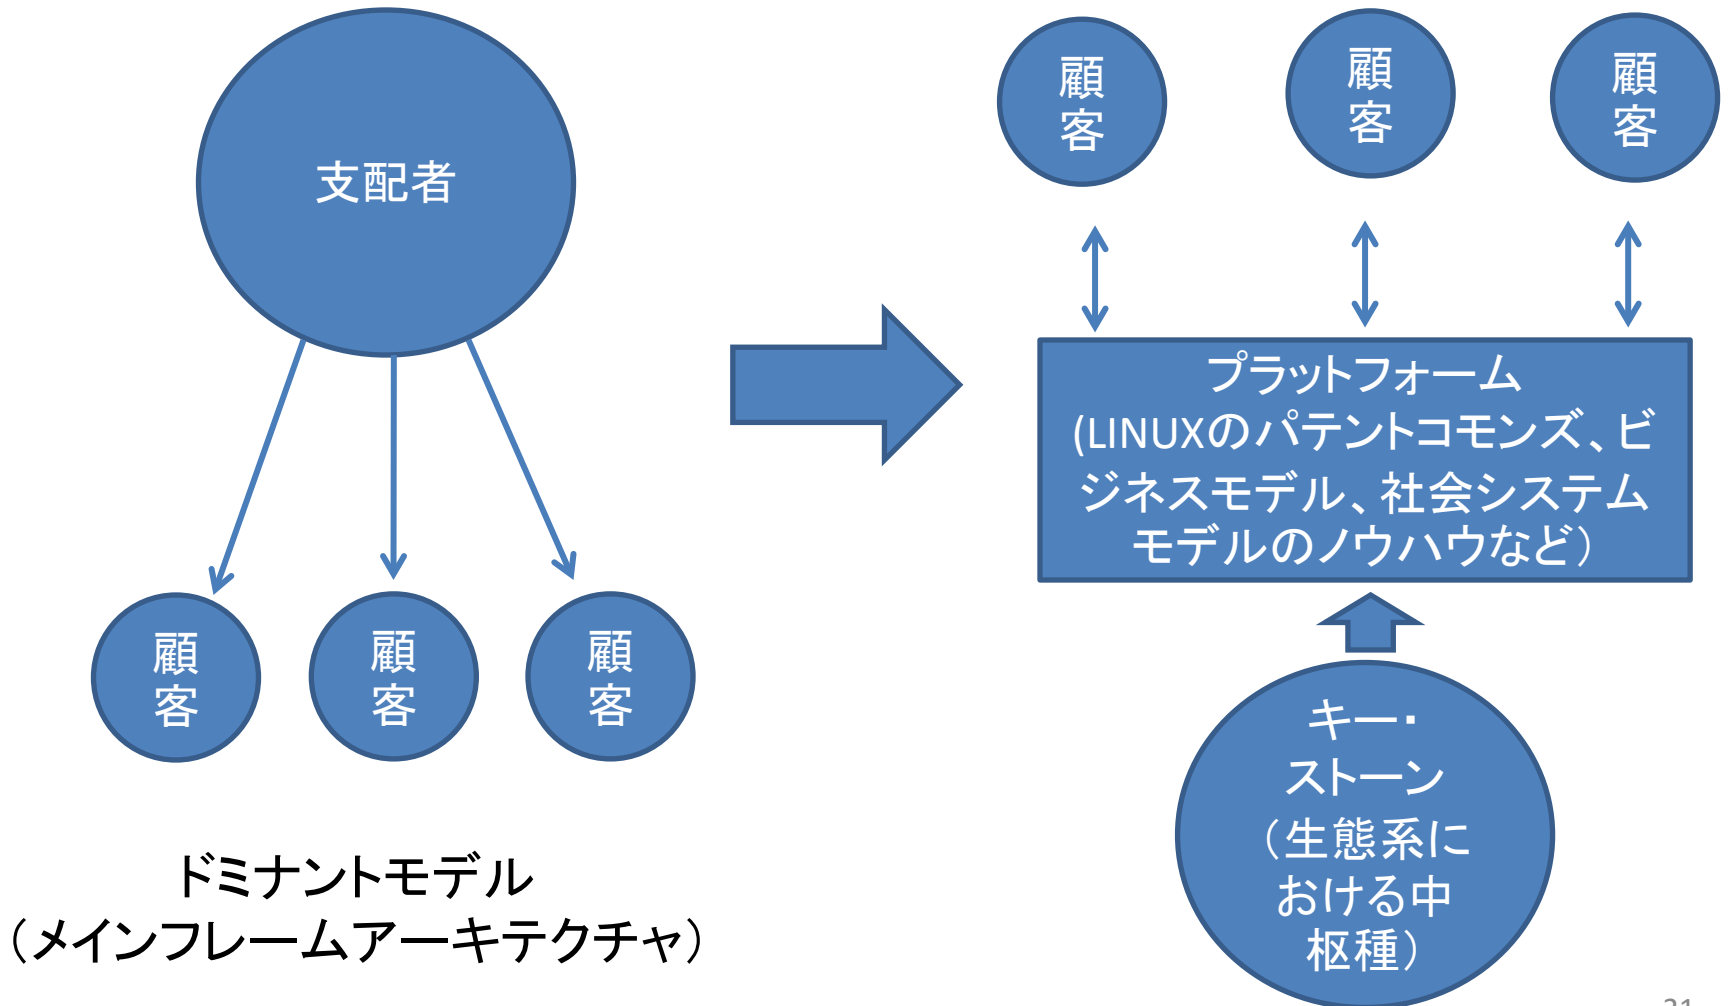 支配者
顧
客
顧
客
顧
客
ドミナントモデル
（メインフレームアーキテクチャ）
顧
客
顧
客
顧
客
プラットフォーム
(LINUXのパテントコモンズ、ビ
ジネスモデル、社会システム
モデルのノウハウなど）
キー・
ストーン
（生態系に
おける中
枢種）